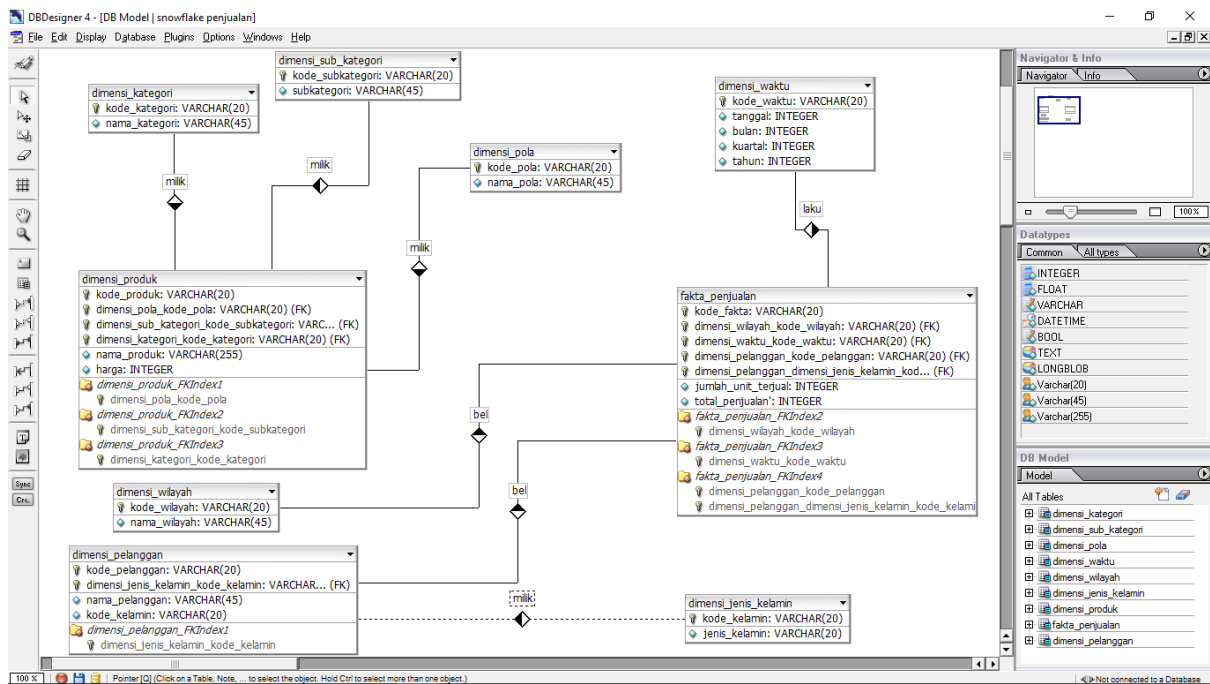 DBDesigner 4 - [DB Model | snowflake penjualan]
File Edit Display Database Plugins Options Windows Help
dimensi_sub_kategori
kode_subkategori: VARCHAR(20)
subkategori: VARCHAR(45)
dimensi_kategori
kode_kategori: VARCHAR(20)
nama_kategori: VARCHAR(45)
dimensi_waktu
kode_waktu: VARCHAR(20)
tanggal: INTEGER
bulan: INTEGER
kuartal: INTEGER
tahun: INTEGER
dimensi_pola
kode_pola: VARCHAR(20)
nama_pola: VARCHAR(45)
milik
milik
milik
laku
dimensi_produk
kode_produk: VARCHAR(20)
dimensi_pola_kode_pola: VARCHAR(20) (FK)
dimensi_sub_kategori_kode_subkategori: VARC... (FK)
dimensi_kategori_kode_kategori: VARCHAR(20) (FK)
nama_produk: VARCHAR(255)
harga: INTEGER
dimensi_produk_FKIndex1
dimensi_pola_kode_pola
dimensi_produk_FKIndex2
dimensi_sub_kategori_kode_subkategori
dimensi_produk_FKIndex3
dimensi_kategori_kode_kategori
fakta_penjualan
kode_fakta: VARCHAR(20)
dimensi_wilayah_kode_wilayah: VARCHAR(20) (FK)
dimensi_waktu_kode_waktu: VARCHAR(20) (FK)
dimensi_pelanggan_kode_pelanggan: VARCHAR(20) (FK)
dimensi_pelanggan_dimensi_jenis_kelamin_kod... (FK)
jumlah_unit_terjual: INTEGER
total_penjualan': INTEGER
fakta_penjualan_FKIndex2
dimensi_wilayah_kode_wilayah
fakta_penjualan_FKIndex3
dimensi_waktu_kode_waktu
fakta_penjualan_FKIndex4
dimensi_pelanggan_kode_pelanggan
dimensi_pelanggan_dimensi_jenis_kelamin_kode_kelami
bel
bel
dimensi_wilayah
kode_wilayah: VARCHAR(20)
nama_wilayah: VARCHAR(45)
dimensi_pelanggan
kode_pelanggan: VARCHAR(20)
dimensi_jenis_kelamin_kode_kelamin: VARCHAR... (FK)
nama_pelanggan: VARCHAR(45)
kode_kelamin: VARCHAR(20)
dimensi_pelanggan_FKIndex1
dimensi_jenis_kelamin_kode_kelamin
milik
dimensi_jenis_kelamin
kode_kelamin: VARCHAR(20)
jenis_kelamin: VARCHAR(20)
Navigator & Info
Navigator Info
100%
Datatypes
Common All types
INTEGER
FLOAT
VARCHAR
DATETIME
BOOL
TEXT
LONGBLOB
Varchar(20)
Varchar(45)
Varchar(255)
DB Model
Model
All Tables
dimensi_kategori
dimensi_sub_kategori
dimensi_pola
dimensi_waktu
dimensi_wilayah
dimensi_jenis_kelamin
dimensi_produk
fakta_penjualan
dimensi_pelanggan
Sync
100 %
Pointer [Q] (Click on a Table, Note, ... to select the object. Hold Ctrl to select more than one object.)
Not connected to a Database